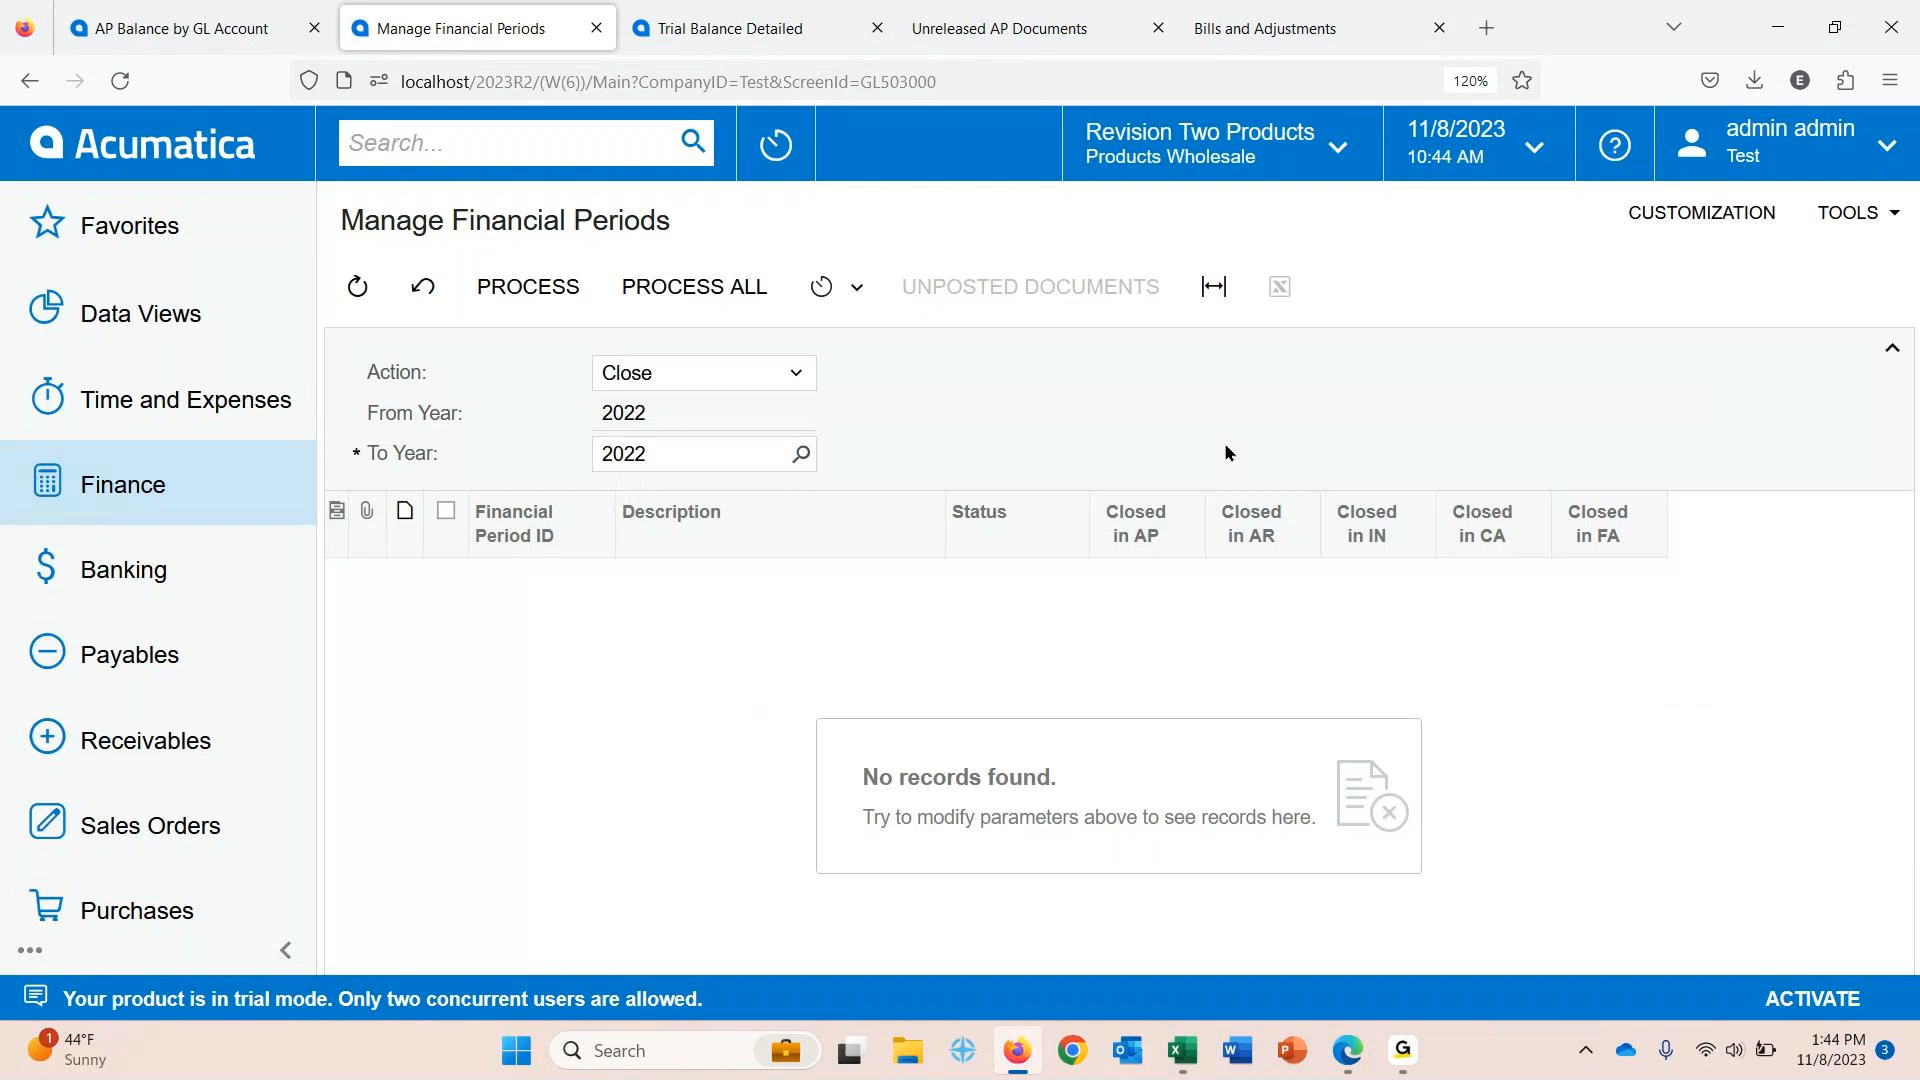 AP Balance by GL Account
Manage Financial Periods
Trial Balance Detailed
Unreleased AP Documents
Bills and Adjustments
localhost/2023R2/(W(6))/Main?CompanyID=Test&ScreenId=GL503000
120%
E
Acumatica
Search...
Revision Two Products
Products Wholesale
11/8/2023
10:44 AM
admin admin
Test
Favorites
Data Views
Time and Expenses
Finance
Banking
Payables
Receivables
Sales Orders
Purchases
Manage Financial Periods
CUSTOMIZATION
TOOLS
PROCESS
PROCESS ALL
UNPOSTED DOCUMENTS
Action:
Close
From Year:
2022
* To Year:
2022
Financial Period ID
Description
Status
Closed in AP
Closed in AR
Closed in IN
Closed in CA
Closed in FA
No records found.
Try to modify parameters above to see records here.
Your product is in trial mode. Only two concurrent users are allowed.
ACTIVATE
1
44°F
Sunny
Search
G
1:44 PM
11/8/2023
3